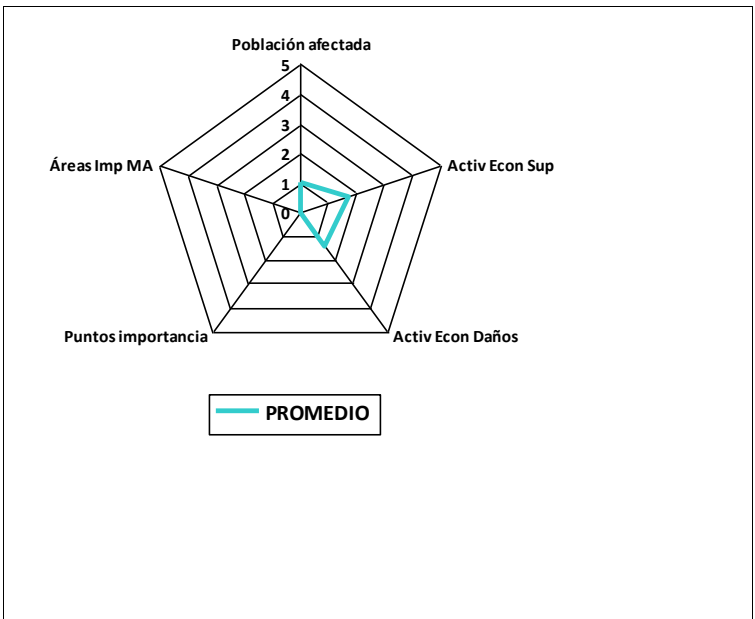 Población afectada
5
4
3
2
1
0
Áreas Imp MA
Activ Econ Sup
Puntos importancia
Activ Econ Daños
PROMEDIO